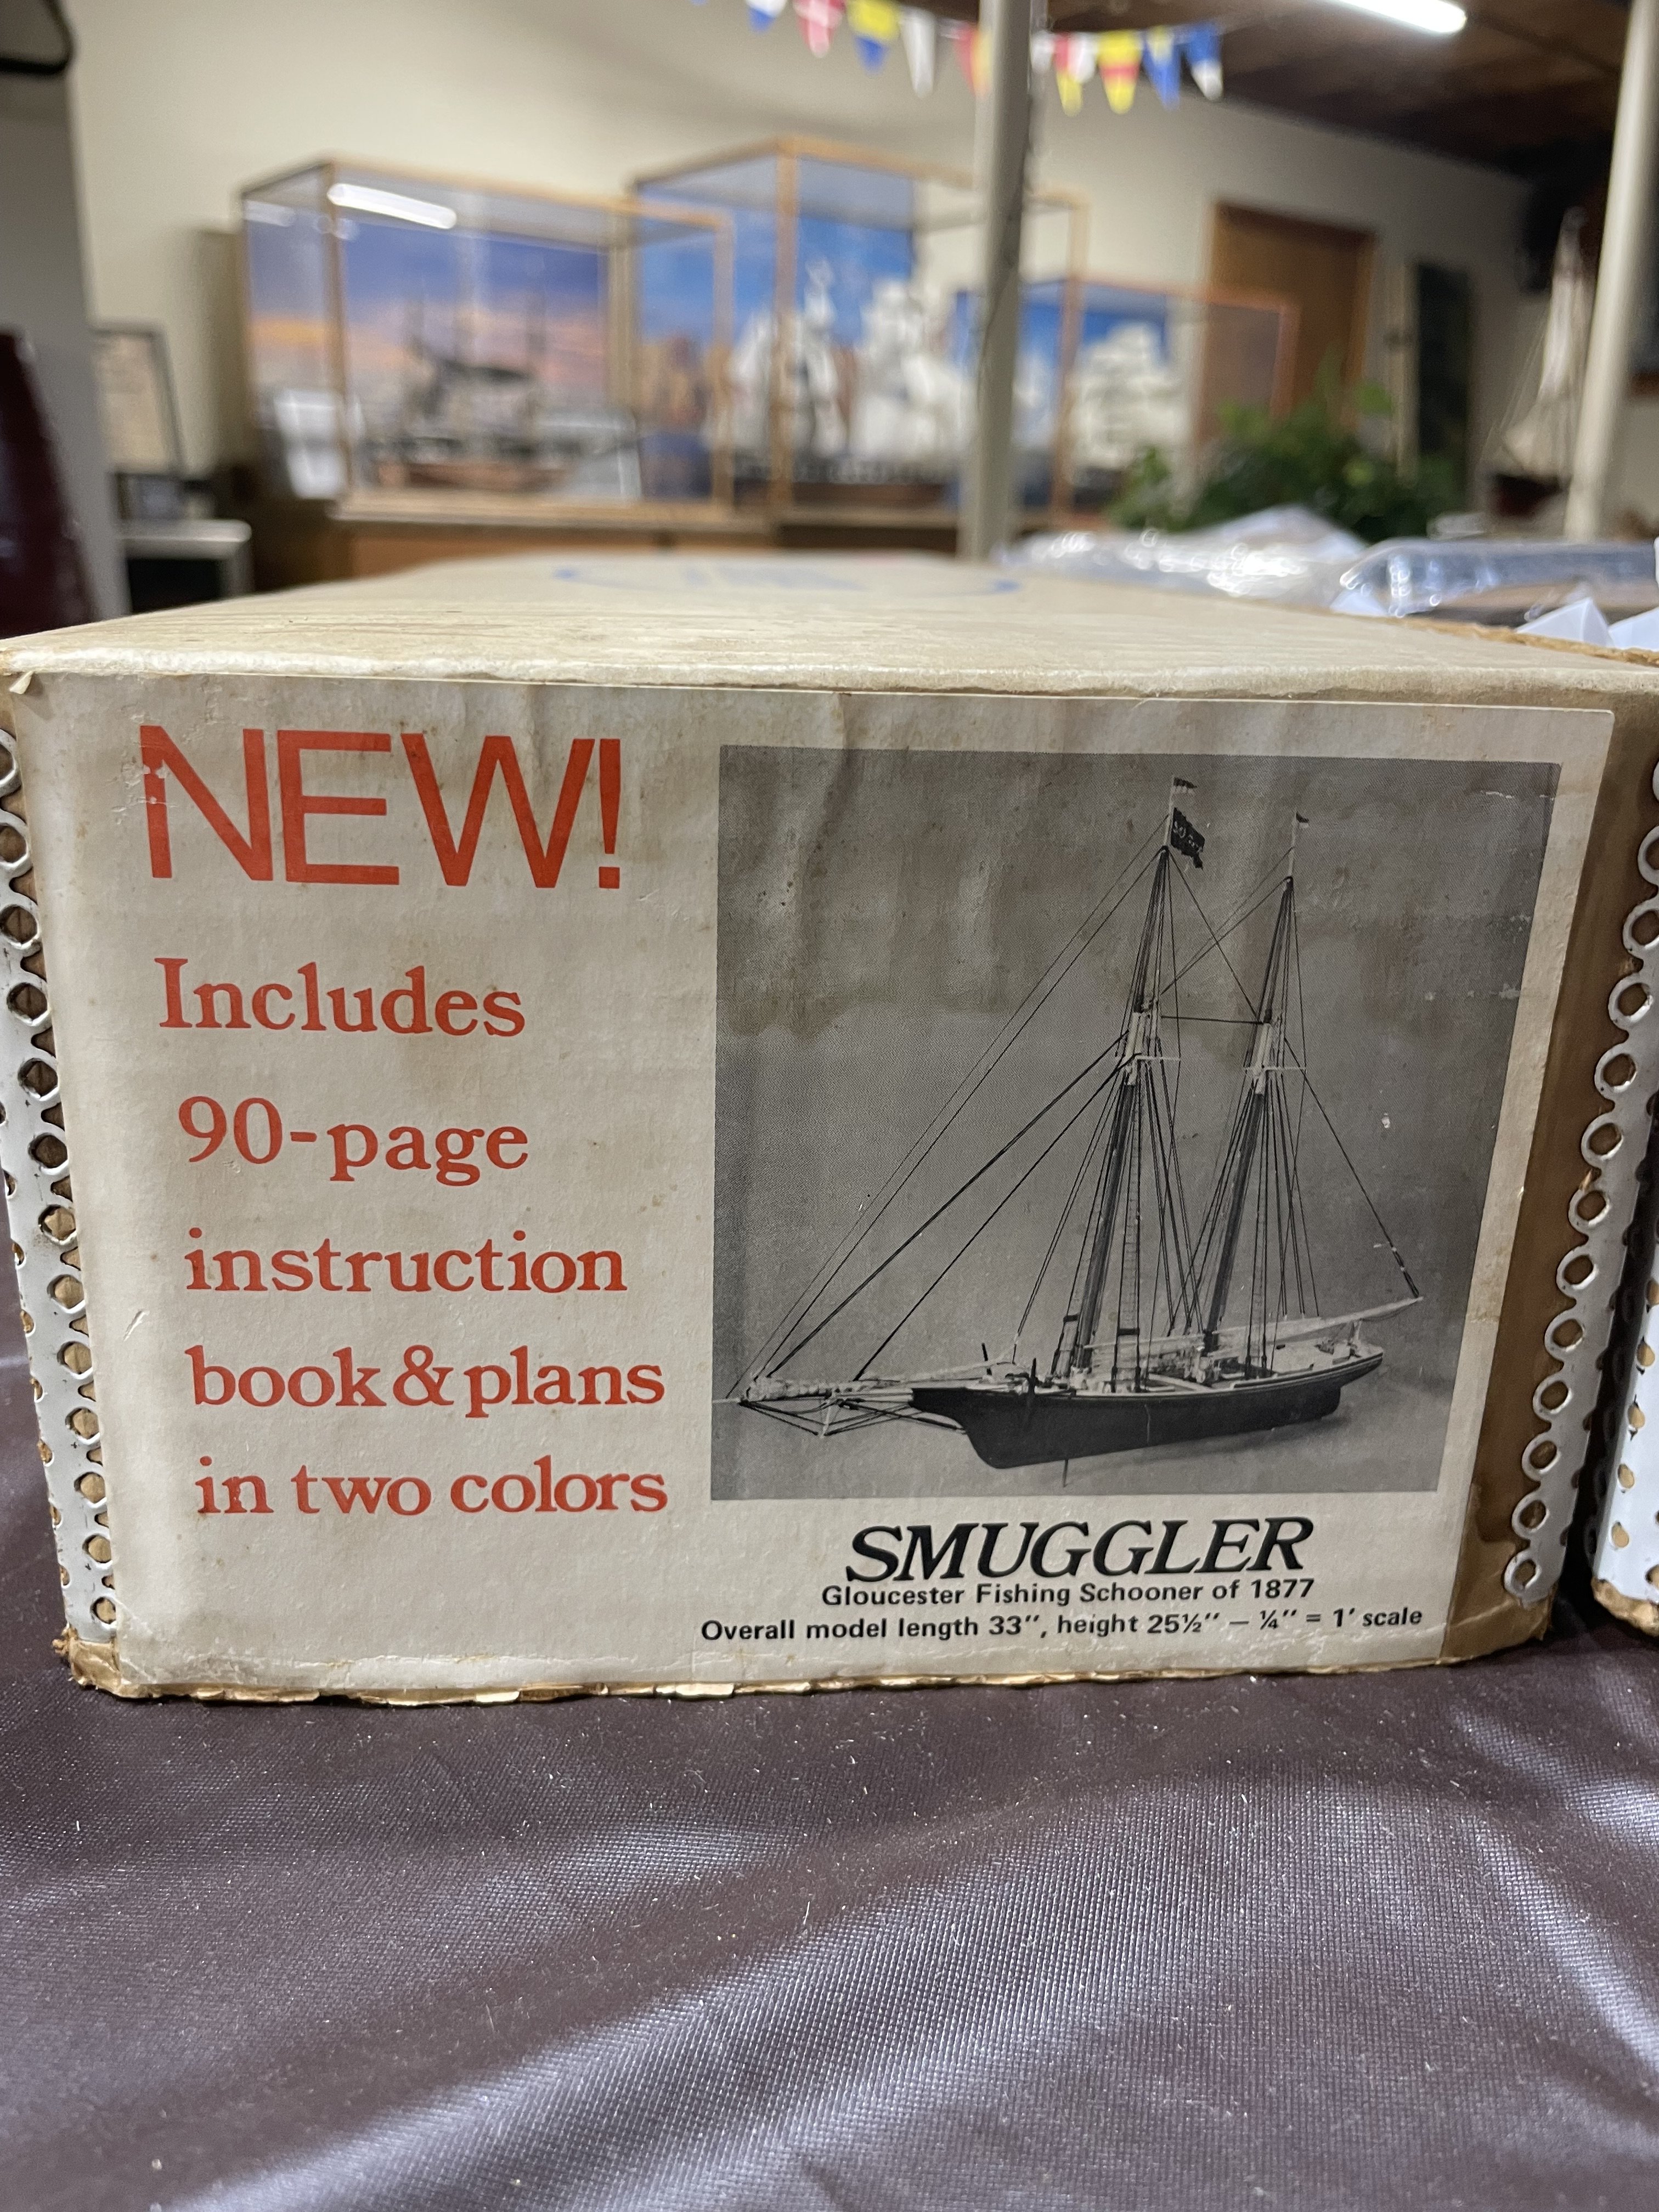 NEW!
Includes
90-page
instruction
book & plans
in two colors
SMUGGLER
Gloucester Fishing Schooner of 1877
Overall model length 33'', height 25½'' – ¼'' = 1' scale